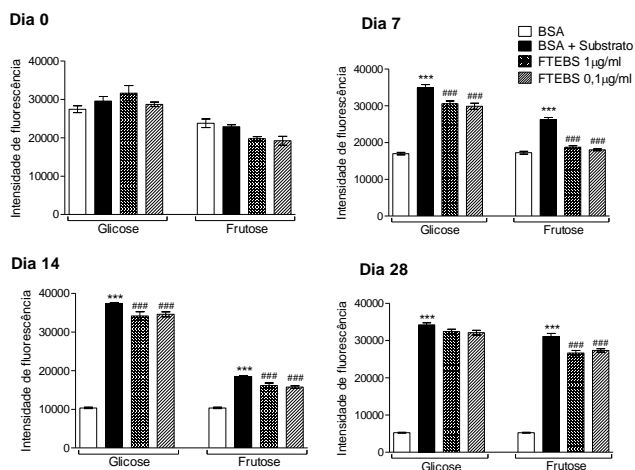 Dia 0
Intensidade de fluorescência
40000
30000
20000
10000
0
Glicose
Frutose
Dia 7
BSA
BSA + Substrato
FTEBS 1µg/ml
FTEBS 0,1µg/ml
Intensidade de fluorescência
40000
30000
20000
10000
0
***
###
###
***
###
###
Glicose
Frutose
Dia 14
Intensidade de fluorescência
40000
30000
20000
10000
0
***
###
###
***
###
###
Glicose
Frutose
Dia 28
Intensidade de fluorescência
40000
30000
20000
10000
0
***
***
###
###
Glicose
Frutose